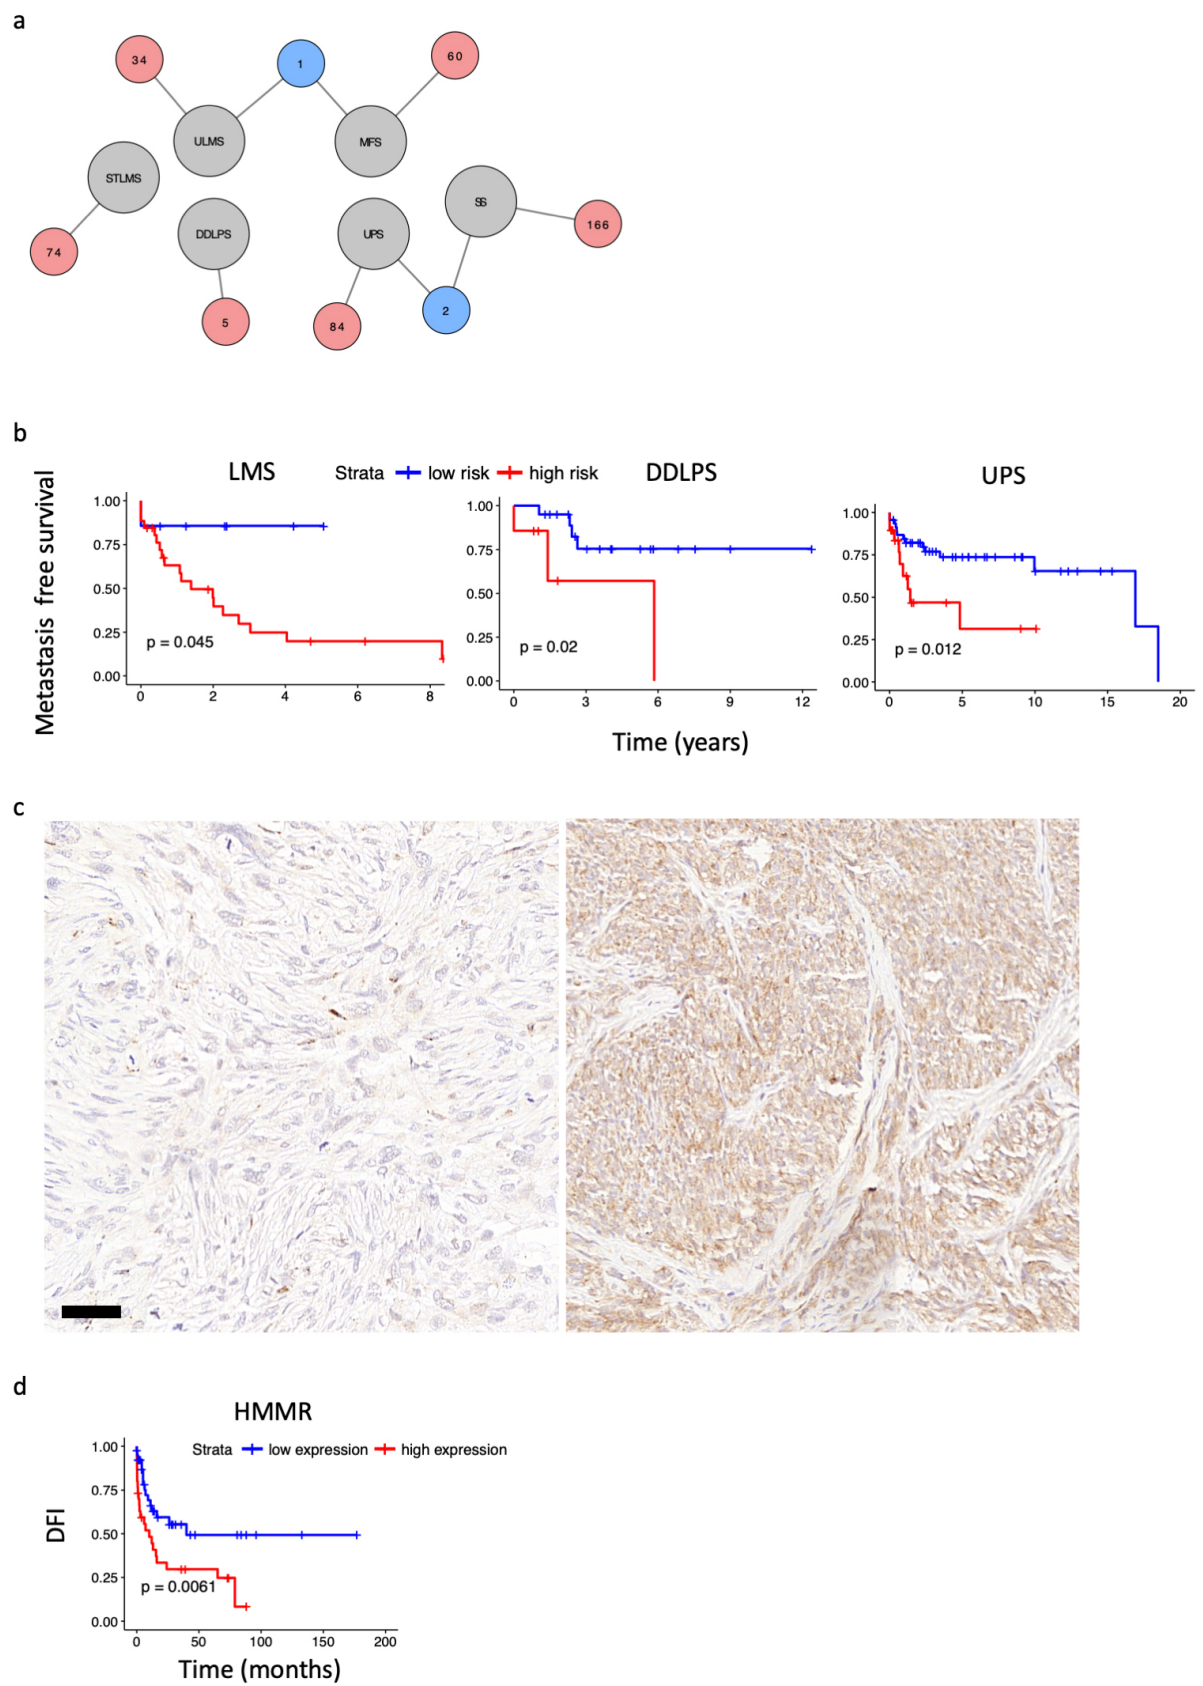 a
34
1
60
ULMS
MFS
STLMS
SS
74
DDLPS
UPS
166
5
84
2
b
LMS
Strata
low risk
high risk
DDLPS
UPS
Metastasis free survival
1.00
0.75
0.50
0.25
0.00
p = 0.045
0 2 4 6 8
1.00
0.75
0.50
0.25
0.00
p = 0.02
0 3 6 9 12
1.00
0.75
0.50
0.25
0.00
p = 0.012
0 5 10 15 20
Time (years)
c
d
HMMR
Strata
low expression
high expression
DFI
1.00
0.75
0.50
0.25
0.00
p = 0.0061
0 50 100 150 200
Time (months)